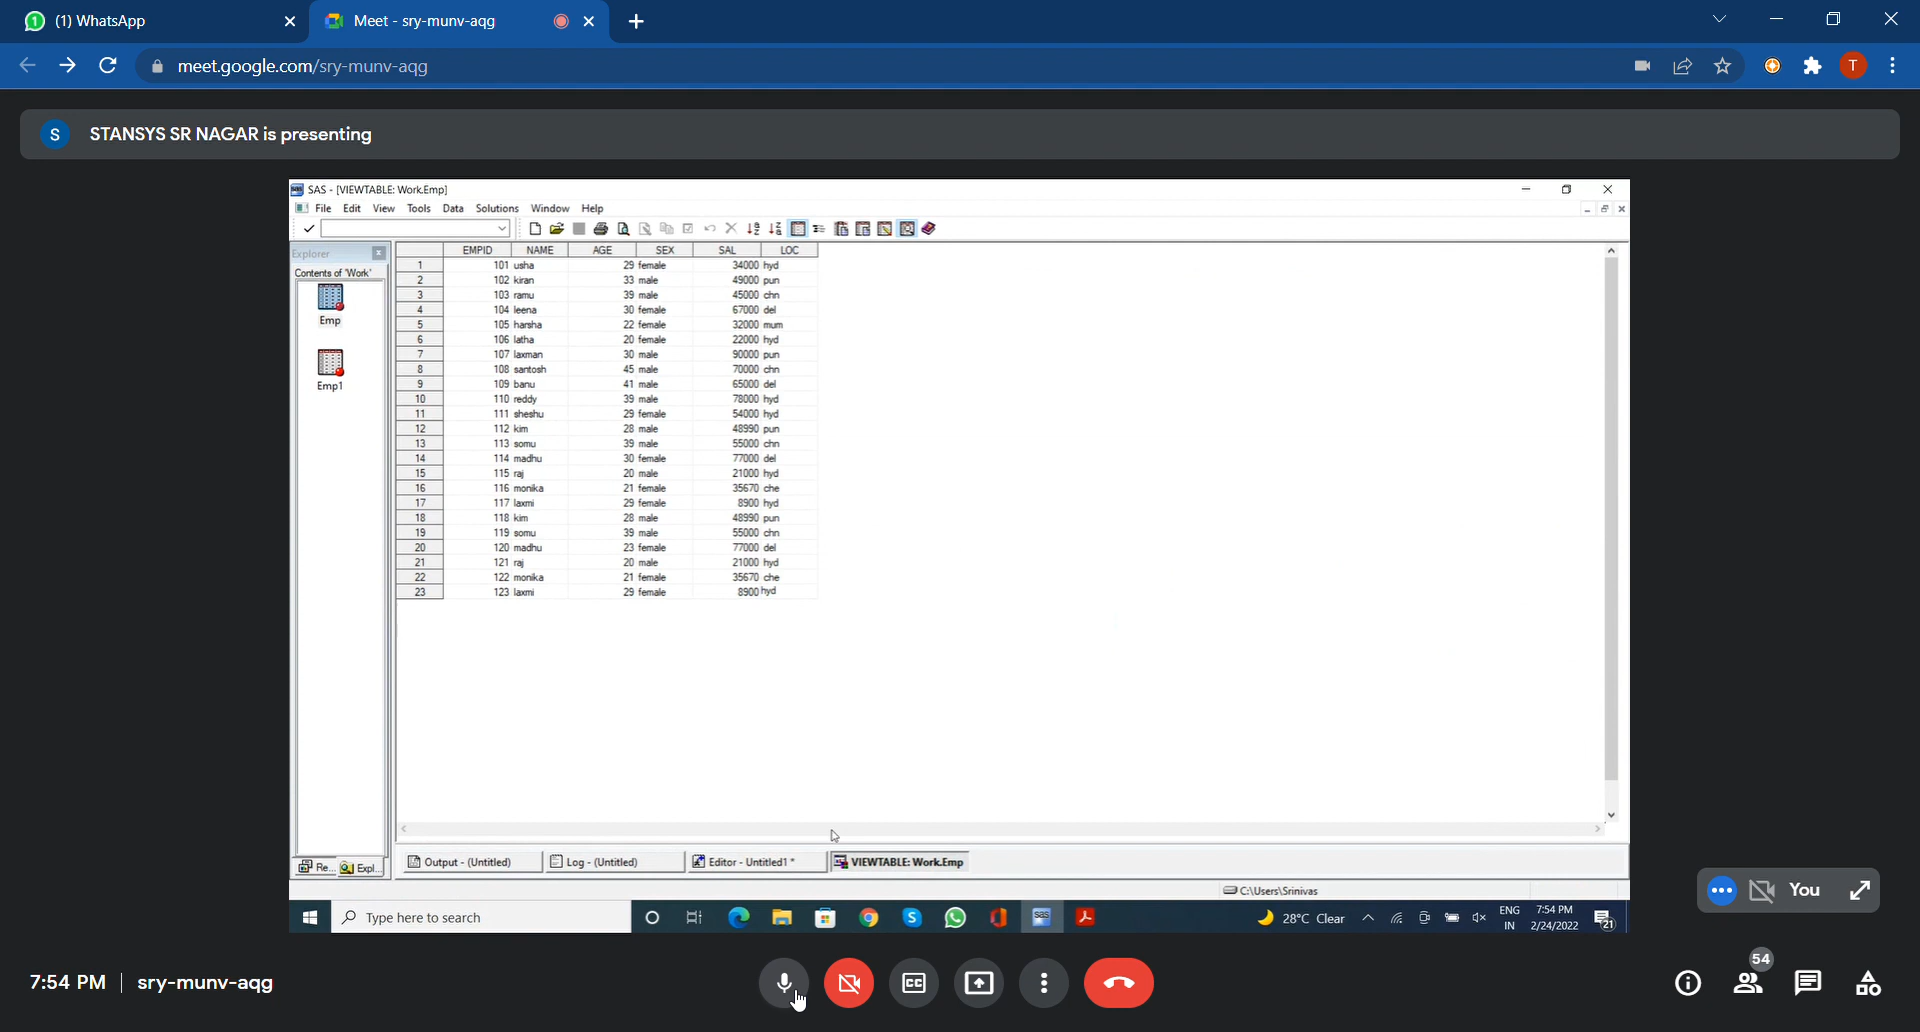 (1) WhatsApp
Meet - sry-munv-aqg
meet.google.com/sry-munv-aqg
T
S STANSYS SR NAGAR is presenting
SAS - [VIEWTABLE: Work.Emp]
File Edit View Tools Data Solutions Window Help
Explorer
Contents of 'Work'
Emp
Emp1
EMPID NAME AGE SEX SAL LOC
1 101 usha 29 female 34000 hyd
2 102 kiran 33 male 49000 pun
3 103 ramu 39 male 45000 chn
4 104 leena 30 female 67000 del
5 105 harsha 22 female 32000 mum
6 106 latha 20 female 22000 hyd
7 107 laxman 30 male 90000 pun
8 108 santosh 45 male 70000 chn
9 109 banu 41 male 65000 del
10 110 reddy 39 male 78000 hyd
11 111 sheshu 29 female 54000 hyd
12 112 kim 28 male 48990 pun
13 113 somu 39 male 55000 chn
14 114 madhu 30 female 77000 del
15 115 raj 20 male 21000 hyd
16 116 monika 21 female 35670 che
17 117 laxmi 29 female 8900 hyd
18 118 kim 28 male 48990 pun
19 119 somu 39 male 55000 chn
20 120 madhu 23 female 77000 del
21 121 raj 20 male 21000 hyd
22 122 monika 21 female 35670 che
23 123 laxmi 29 female 8900 hyd
Re... Expl...
Output - (Untitled) Log - (Untitled) Editor - Untitled1 * VIEWTABLE: Work.Emp
C:\Users\Srinivas
Type here to search
sas
28°C Clear
ENG
IN
7:54 PM
2/24/2022
21
You
7:54 PM | sry-munv-aqg
CC
54